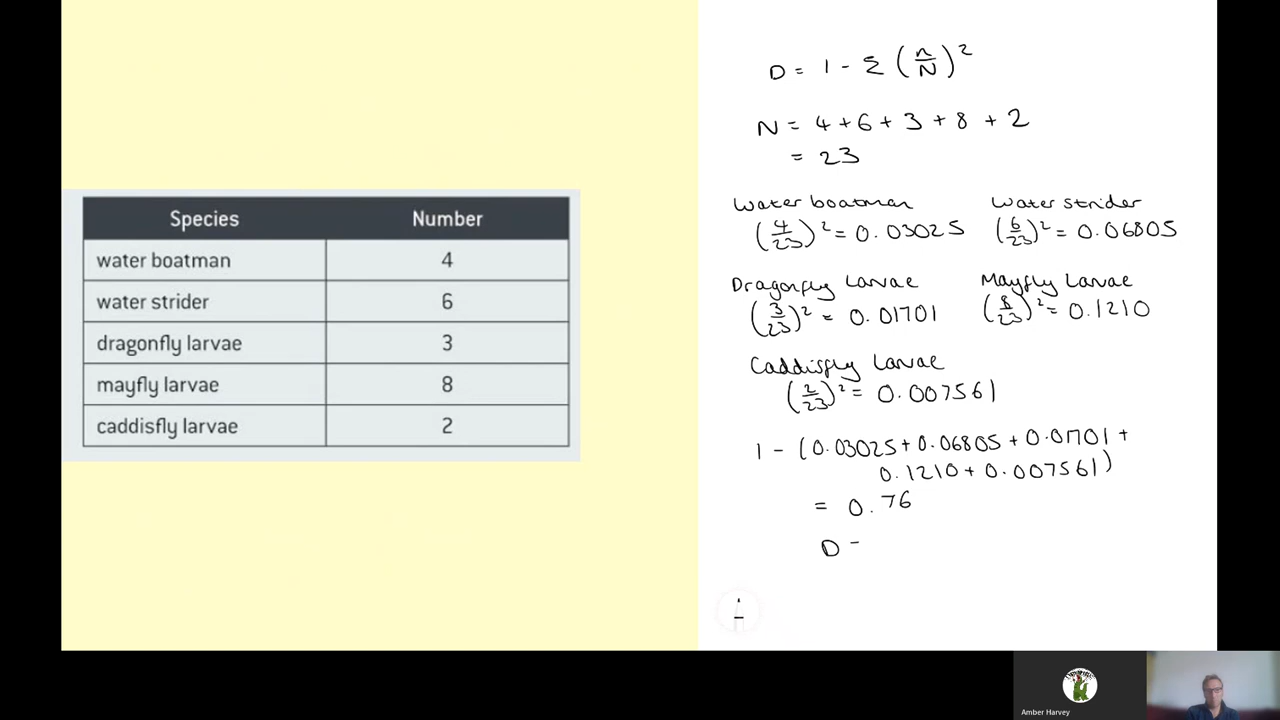 Species Number
water boatman 4
water strider 6
dragonfly larvae 3
mayfly larvae 8
caddisfly larvae 2
D = 1 - Σ (n/N)²
N = 4 + 6 + 3 + 8 + 2
= 23
Water boatman
(4/23)² = 0.03025
Water strider
(6/23)² = 0.06805
Dragonfly Larvae
(3/23)² = 0.01701
Mayfly Larvae
(8/23)² = 0.1210
Caddisfly Larvae
(2/23)² = 0.007561
1 - (0.03025 + 0.06805 + 0.01701 +
0.1210 + 0.007561)
= 0.76
D =
Amber Harvey